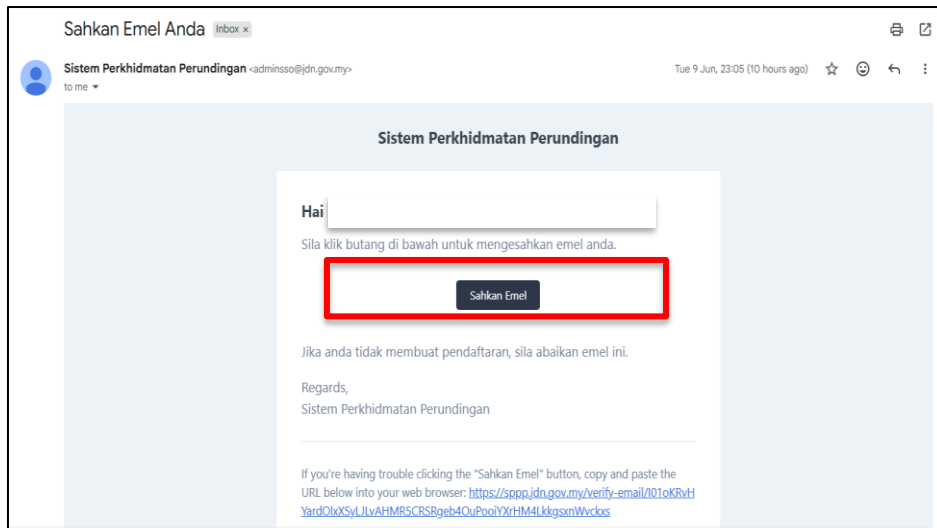 Sahkan Emel Anda Inbox x
Sistem Perkhidmatan Perundingan <adminsso@jdn.gov.my> Tue 9 Jun, 23:05 (10 hours ago)
to me
Sistem Perkhidmatan Perundingan
Hai
Sila klik butang di bawah untuk mengesahkan emel anda.
Sahkan Emel
Jika anda tidak membuat pendaftaran, sila abaikan emel ini.
Regards,
Sistem Perkhidmatan Perundingan
If you're having trouble clicking the "Sahkan Emel" button, copy and paste the
URL below into your web browser: https://sppp.jdn.gov.my/verify-email/I01oKRvH
YardOlxXSyLJLvAHMR5CRSRgeb4OuPooiYXrHM4LkkgsxnWvckxs